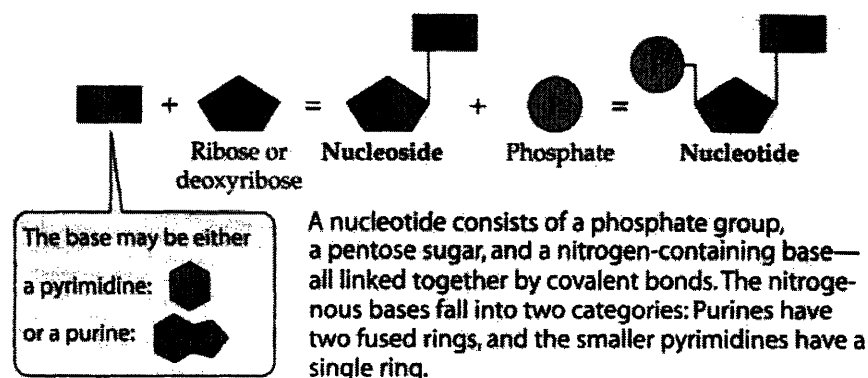 +
=
+
=
Ribose or
deoxyribose
Nucleoside
Phosphate
Nucleotide
The base may be either
a pyrimidine:
or a purine:
A nucleotide consists of a phosphate group,
a pentose sugar, and a nitrogen-containing base—
all linked together by covalent bonds. The nitroge-
nous bases fall into two categories: Purines have
two fused rings, and the smaller pyrimidines have a
single ring.